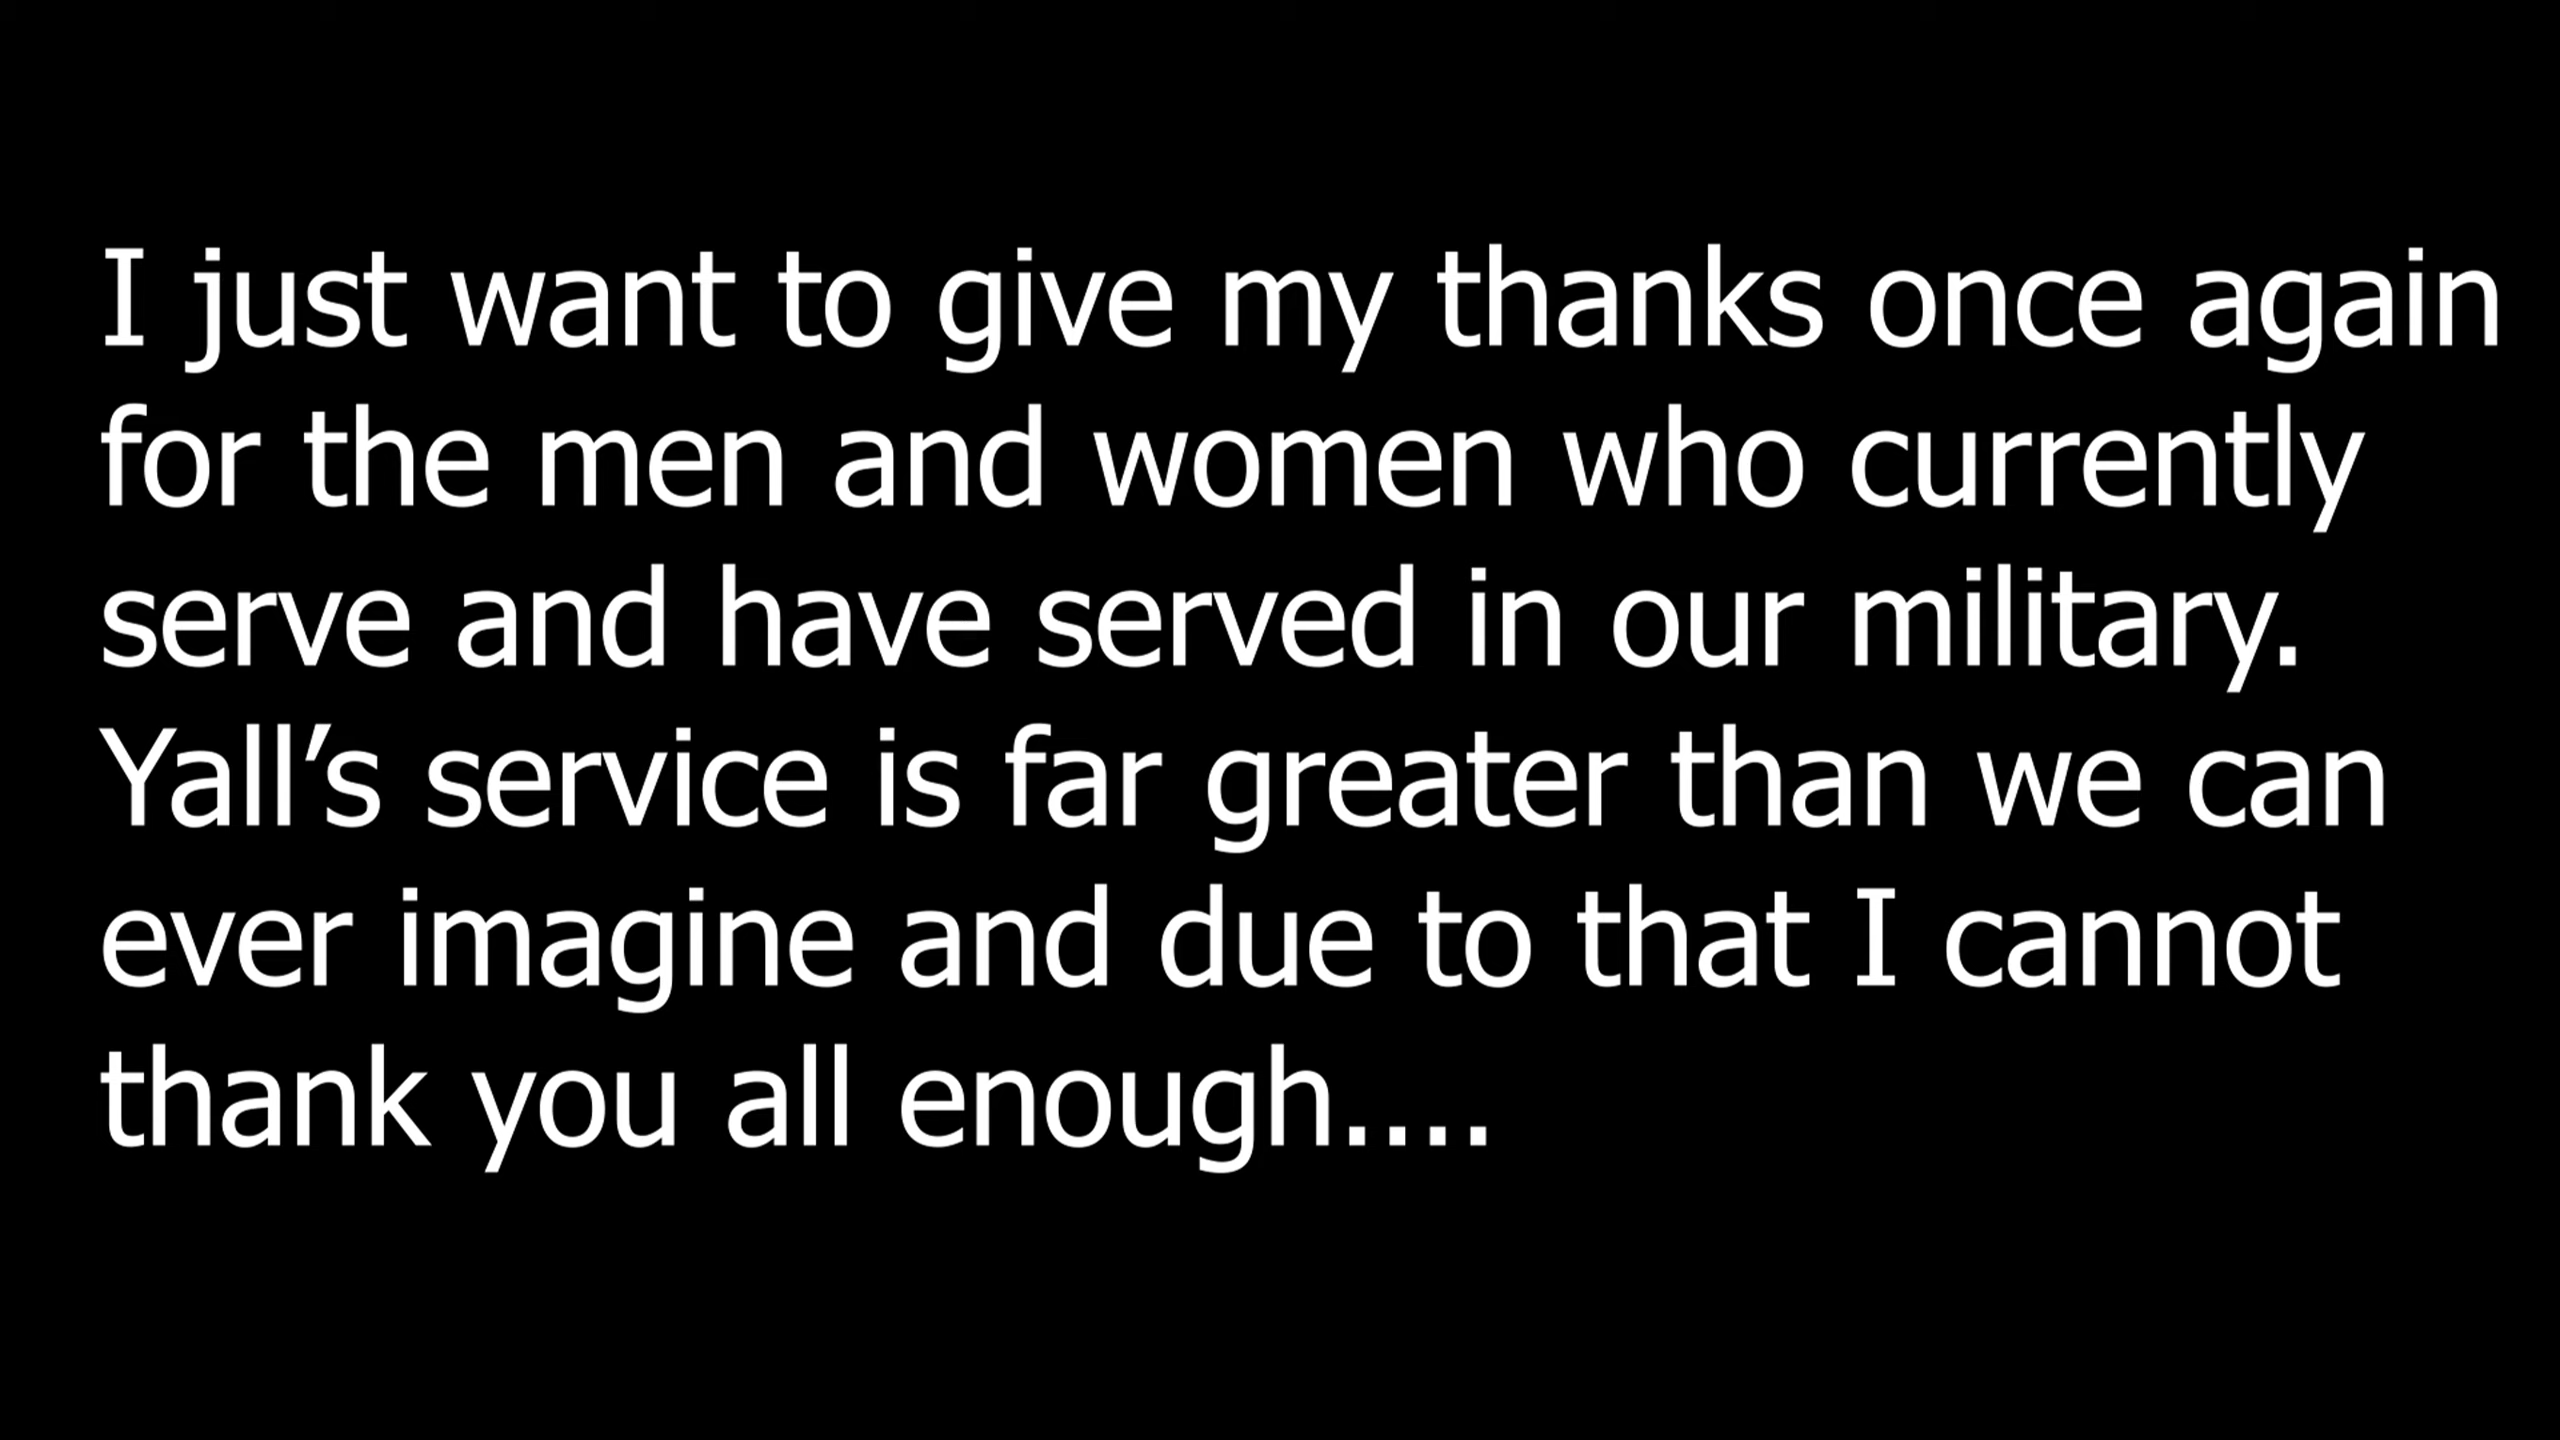 I just want to give my thanks once again
for the men and women who currently
serve and have served in our military.
Yall’s service is far greater than we can
ever imagine and due to that I cannot
thank you all enough....